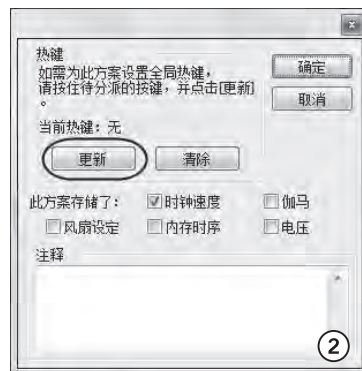 热键
如需为此方案设置全局热键，
请按住待分派的按键，并点击[更新]
。
确定
取消
当前热键：无
更新 清除
此方案存储了： 时钟速度 伽马
风扇设定 内存时序 电压
注释
②